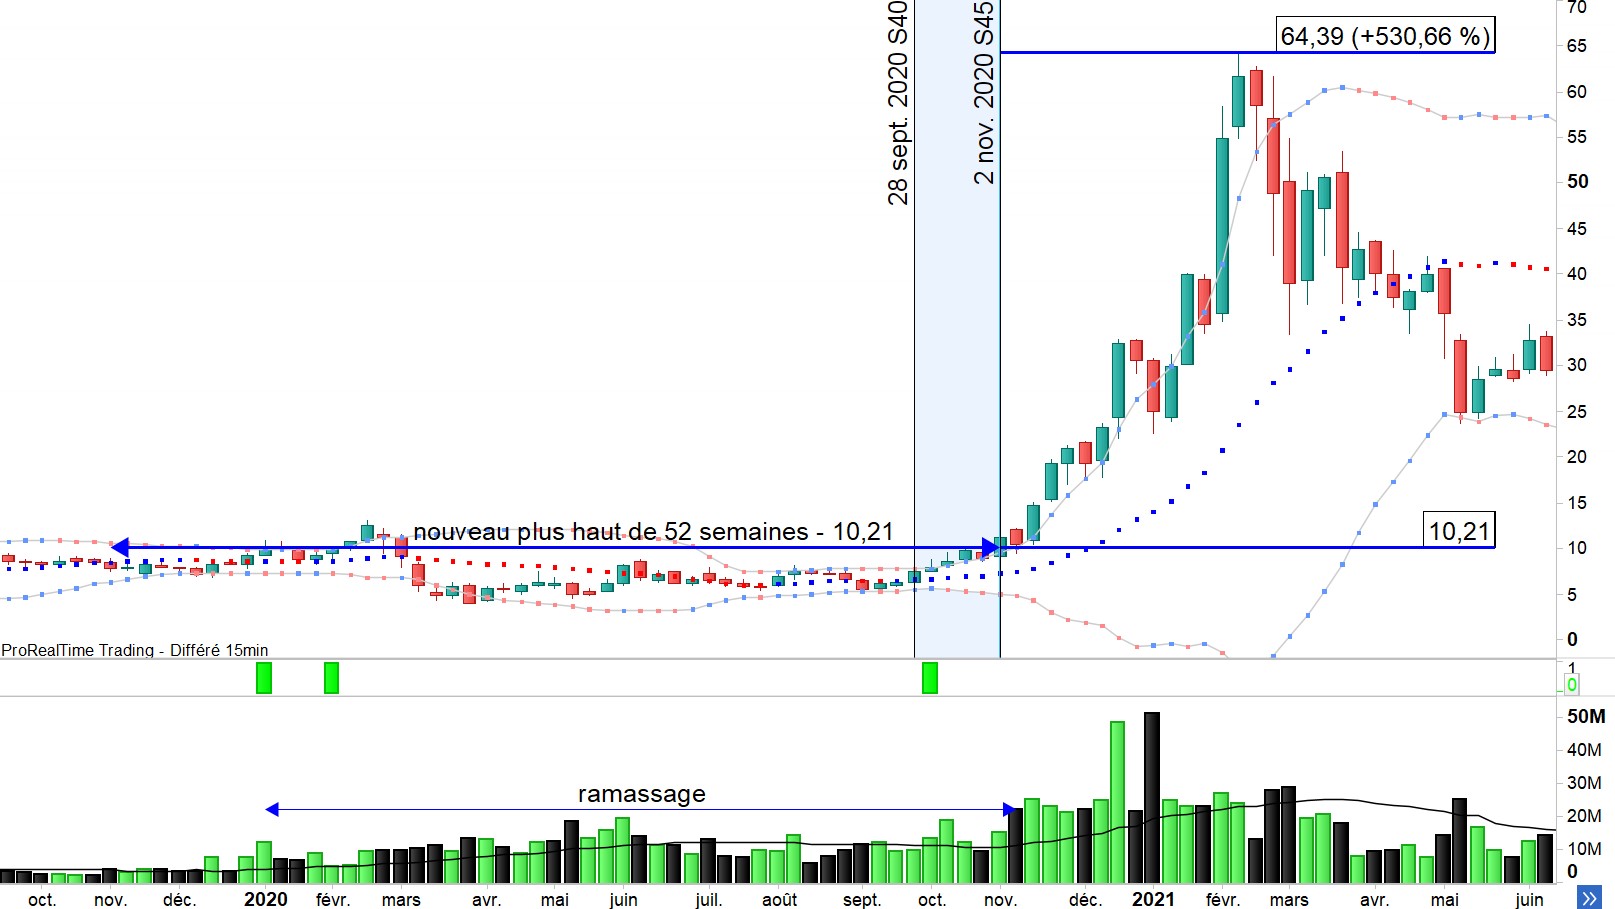 28 sept. 2020 S40
2 nov. 2020 S45
64,39 (+530,66 %)
70
65
60
55
50
45
40
35
30
25
20
15
10
5
0
nouveau plus haut de 52 semaines - 10,21
10,21
ProRealTime Trading - Différé 15min
1
0
50M
40M
30M
20M
10M
0
ramassage
oct. nov. déc. 2020 févr. mars avr. mai juin juil. août sept. oct. nov. déc. 2021 févr. mars avr. mai juin